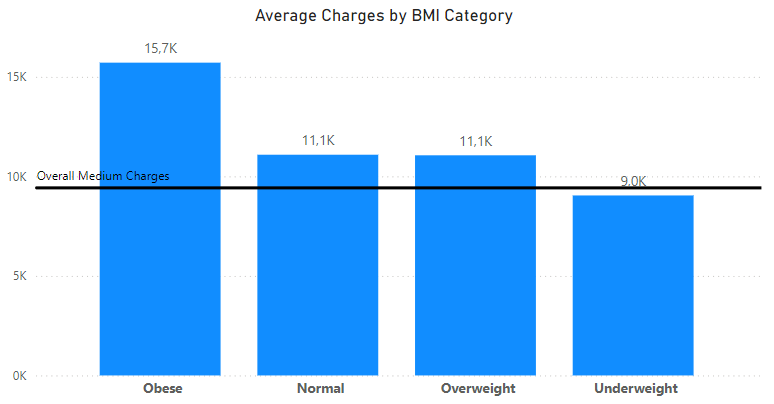 Average Charges by BMI Category
15,7K
15K
11,1K
11,1K
10K
Overall Medium Charges
9,0K
5K
0K
Obese
Normal
Overweight
Underweight